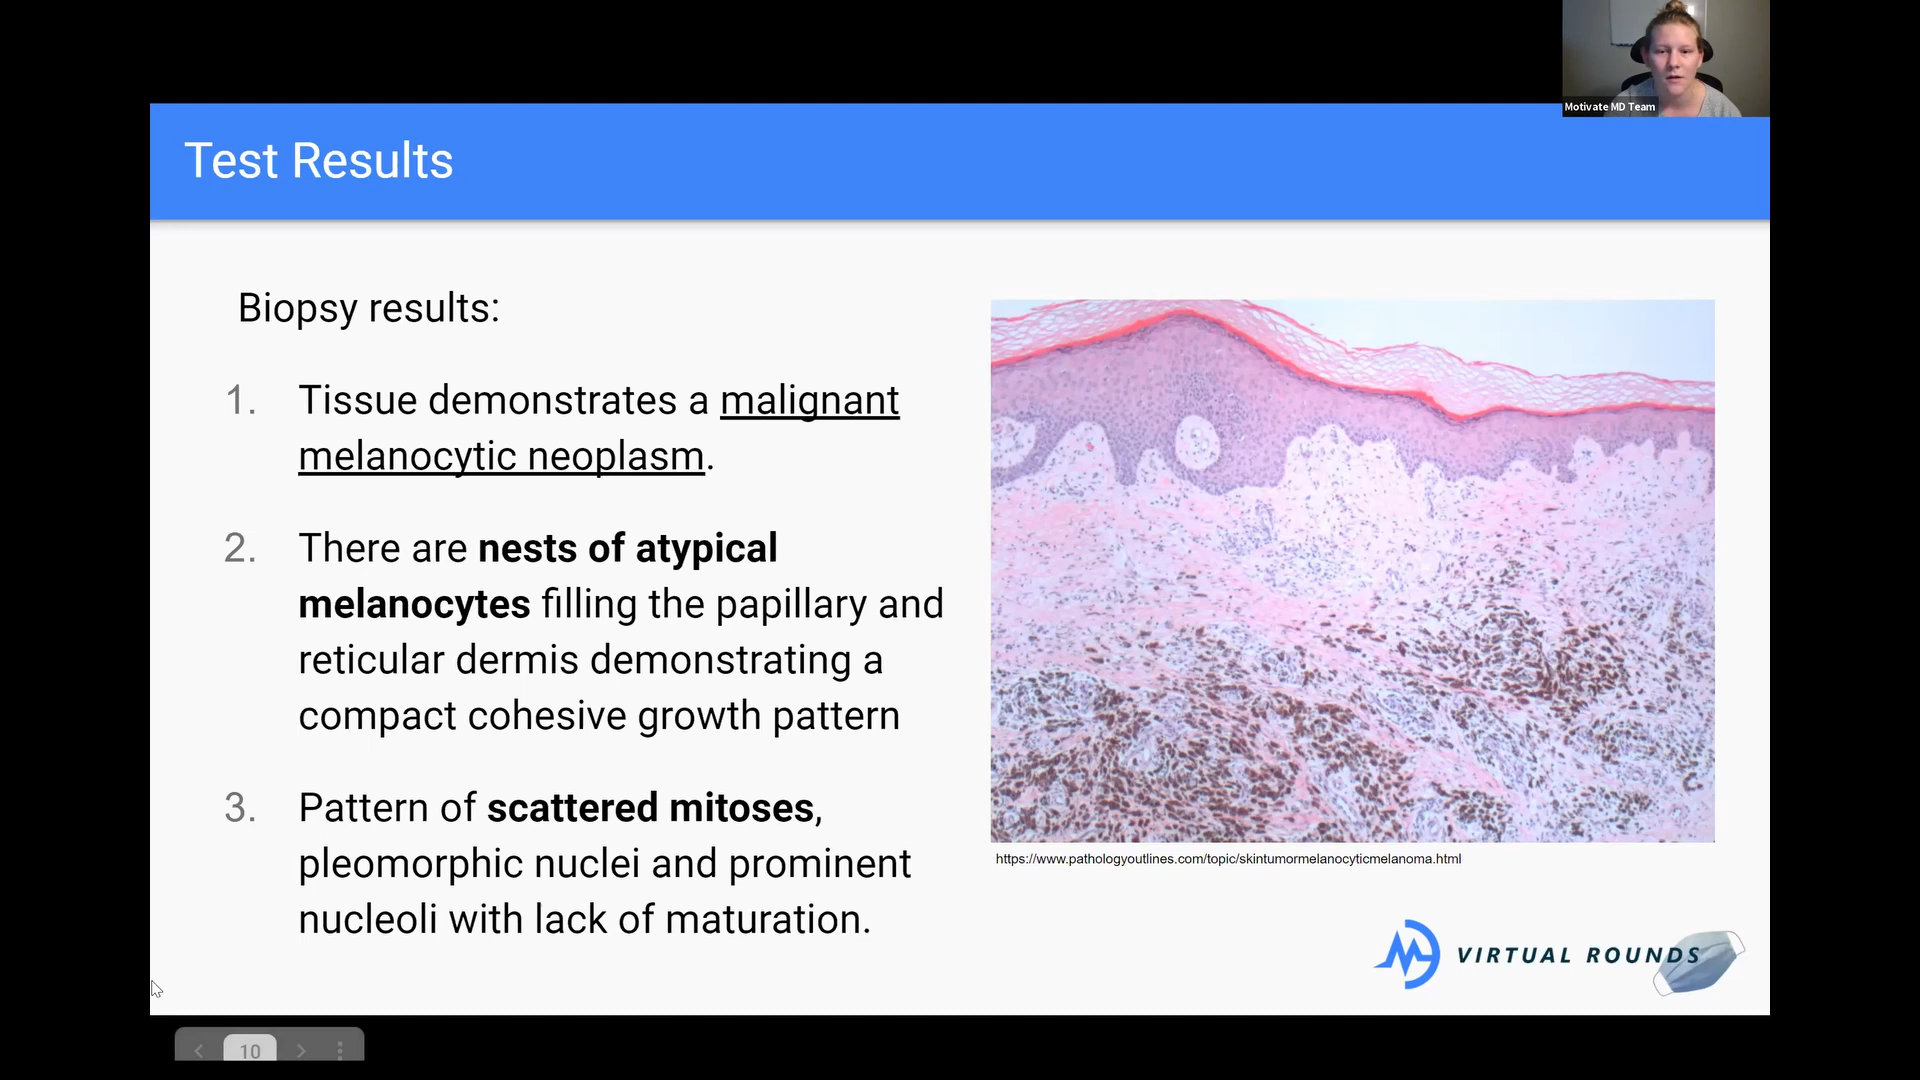 Motivate MD Team
Test Results
Biopsy results:
1. Tissue demonstrates a malignant
melanocytic neoplasm.
2. There are nests of atypical
melanocytes filling the papillary and
reticular dermis demonstrating a
compact cohesive growth pattern
3. Pattern of scattered mitoses,
pleomorphic nuclei and prominent
nucleoli with lack of maturation.
https://www.pathologyoutlines.com/topic/skintumormelanocyticmelanoma.html
VIRTUAL ROUNDS
10